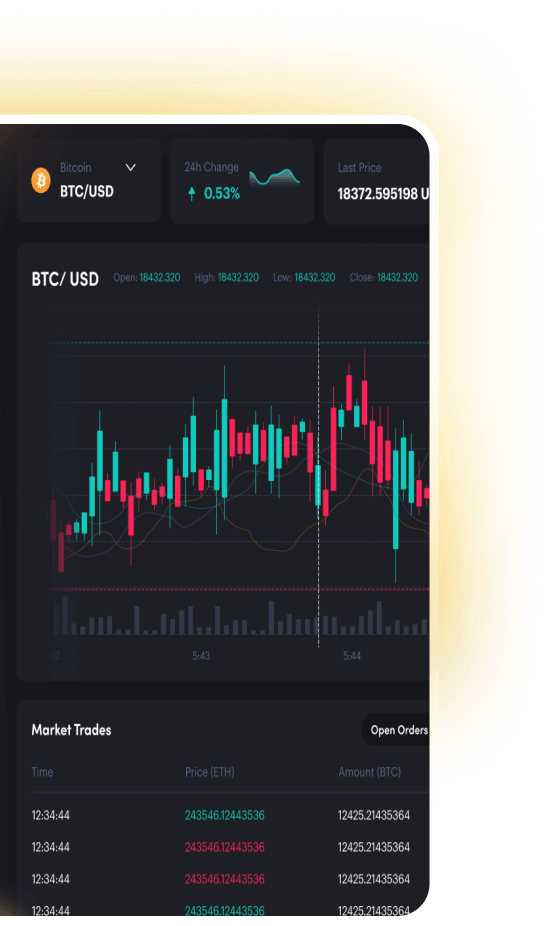 Bitcoin
BTC/USD
24h Change
0.53%
Last Price
18372.595198 U
BTC/ USD Open: 18432.320 High: 18432.320 Low: 18432.320 Close: 18432.320
5:43 5:44
Market Trades Open Orders
Time Price (ETH) Amount (BTC)
12:34:44 243546.12443536 12425.21435364
12:34:44 243546.12443536 12425.21435364
12:34:44 243546.12443536 12425.21435364
12:34:44 243546.12443536 12425.21435364